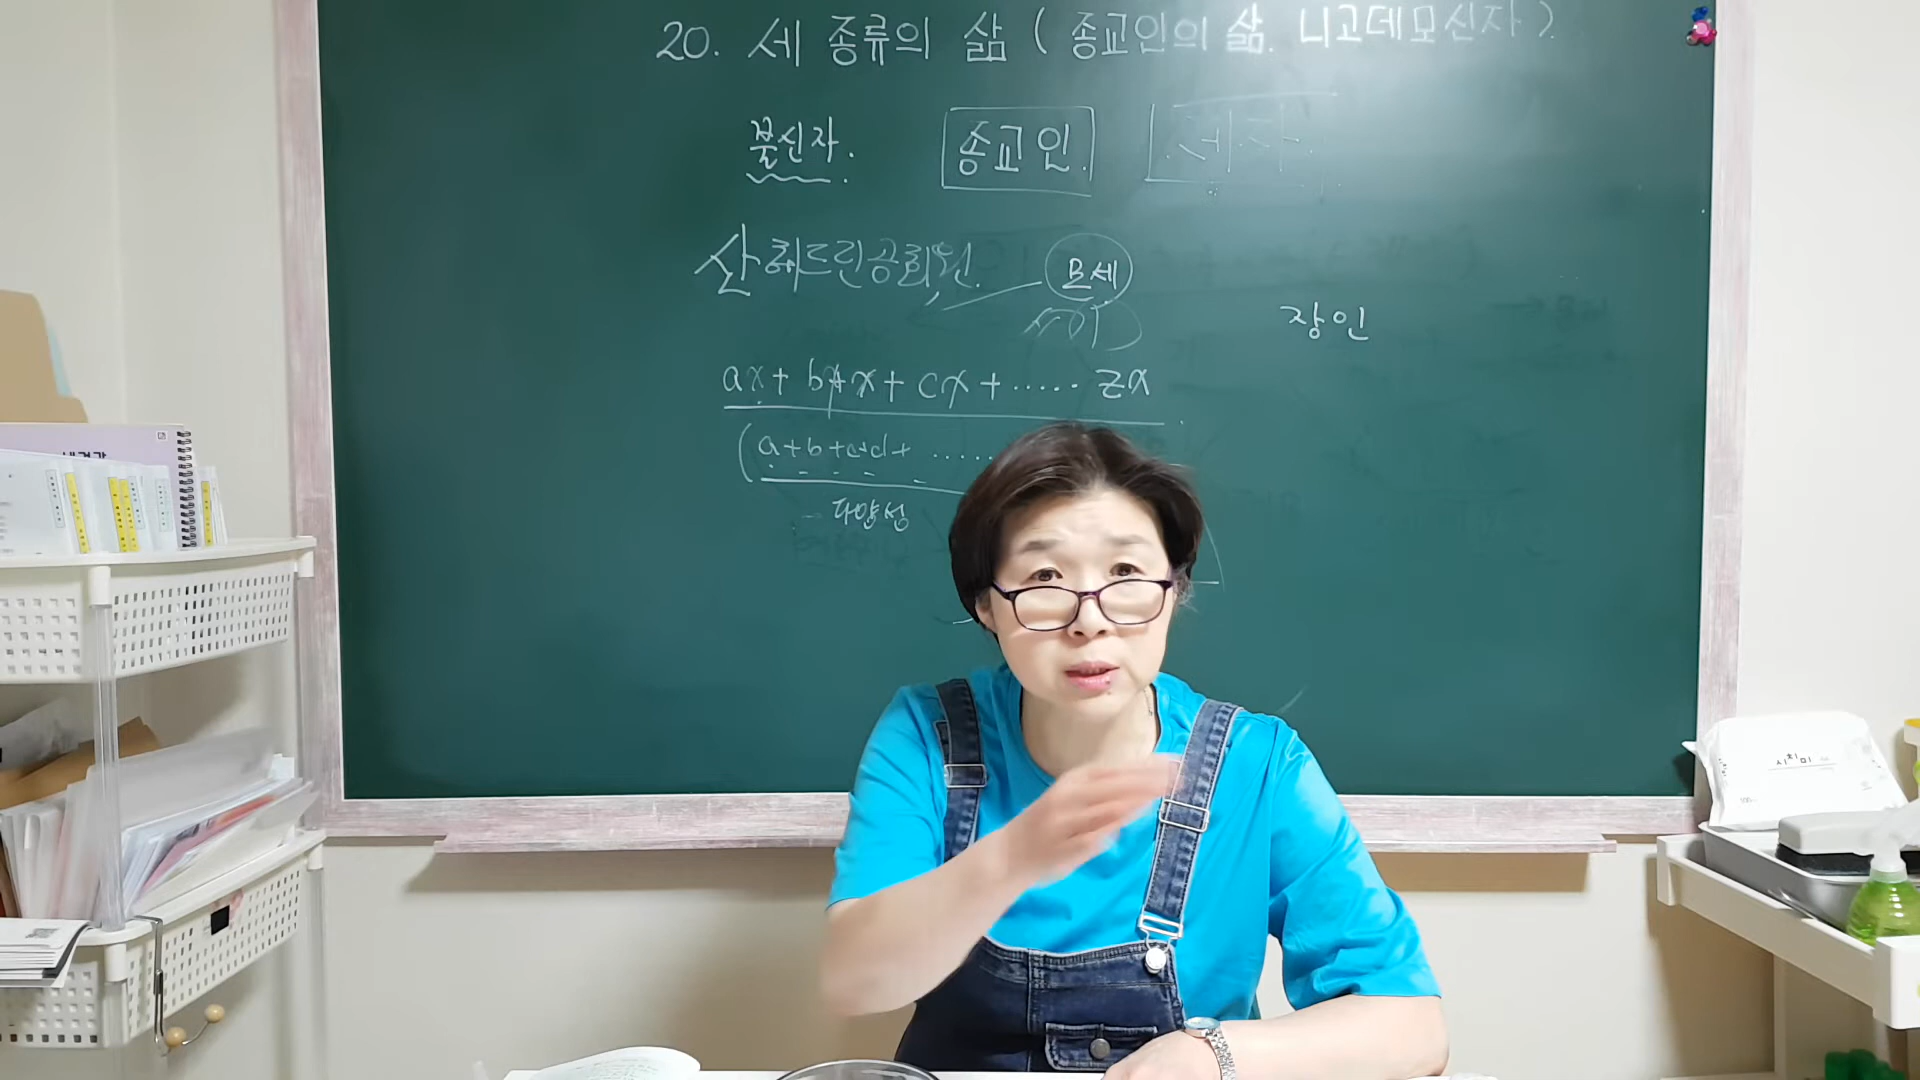 20. 세 종류의 삶 ( 종교인의 삶. 니고데모신자 ).
불신자. 종교인. 제자
산헤드린공회원. 모세
장인
ax + b+x + cx + ..... zx
(a+b+c+d+ .....
- 다양성